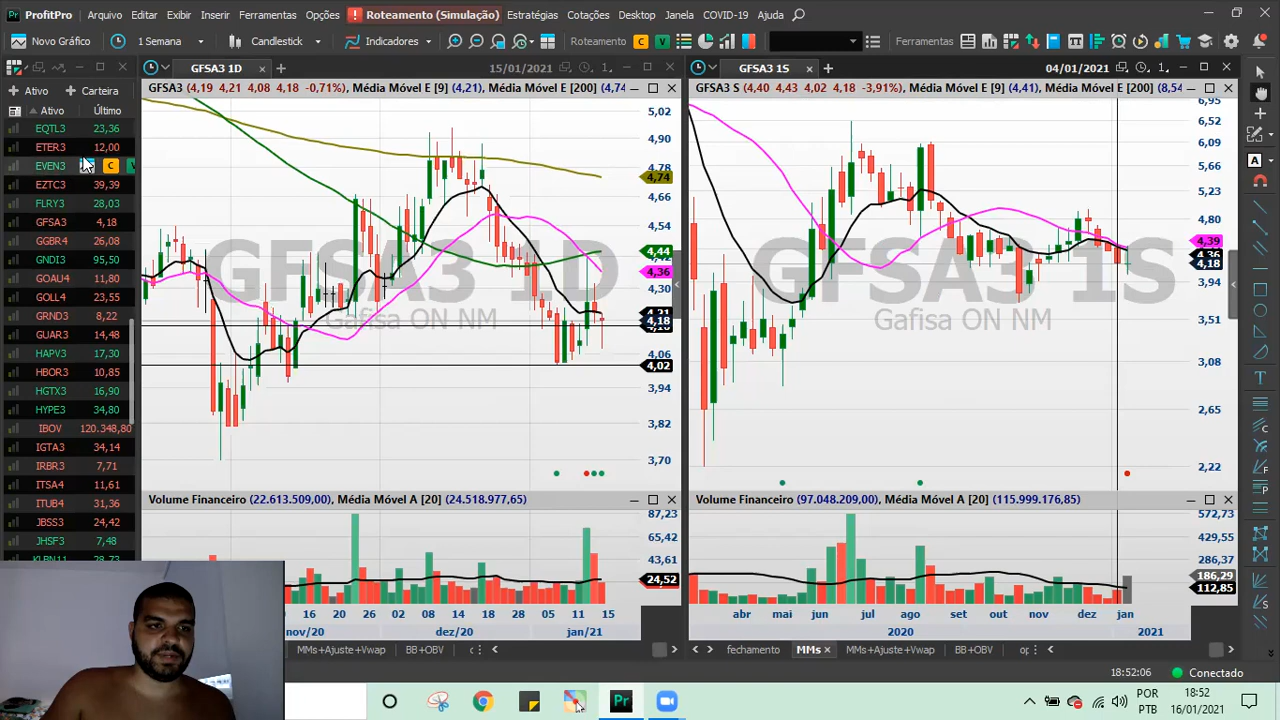 ProfitPro
Arquivos Editar Exibir Inserir Ferramentas Opções ! Roteamento (Simulação) Estratégias Cotações Desktop Janela COVID-19 Ajuda
Novo Gráfico 1 Semana Candlestick Indicadores Roteamento C V Ferramentas
GFSA3 1D 15/01/2021 1
GFSA3 1S 04/01/2021 1
Ativo Carteira
Ativo Último
EQTL3 23,36
ETER3 12,00
EVEN3 C V
EZTC3 39,39
FLRY3 28,03
GFSA3 4,18
GGBR4 26,08
GNDI3 95,50
GOAU4 11,80
GOLL4 23,55
GRND3 8,22
GUAR3 14,48
HAPV3 17,30
HBOR3 10,85
HGTX3 16,90
HYPE3 34,80
IBOV 120.348,80
IGTA3 34,14
IRBR3 7,71
ITSA4 11,61
ITUB4 31,36
JBSS3 24,42
JHSF3 7,48
KLBN11 28,73
GFSA3 (4,19 4,21 4,08 4,18 -0,71%) Média Móvel E [9] (4,21), Média Móvel E [200] (4,74
GFSA3 1D
Gafisa ON NM
5,02
4,90
4,78
4,74
4,66
4,54
4,44
4,36
4,30
4,21
4,18
4,06
4,02
3,94
3,82
3,70
Volume Financeiro (22.613.509,00), Média Móvel A [20] (24.518.977,65)
87,23
65,42
43,61
24,52
16 20 26 02 08 14 18 28 05 11 15
nov/20 dez/20 jan/21
MMs+Ajuste+Vwap BB+OBV
GFSA3 S (4,40 4,43 4,02 4,18 -3,91%) Média Móvel E [9] (4,41), Média Móvel E [200] (8,54
GFSA3 1S
Gafisa ON NM
6,95
6,52
6,09
5,66
5,23
4,80
4,39
4,36
4,18
3,94
3,51
3,08
2,65
2,22
Volume Financeiro (97.048.209,00), Média Móvel A [20] (115.999.176,85)
572,73
429,55
286,37
186,29
112,85
abr mai jun jul ago set out nov dez jan
2020 2021
fechamento MMs MMs+Ajuste+Vwap BB+OBV
18:52:06 Conectado
Pr
POR
PTB
18:52
16/01/2021